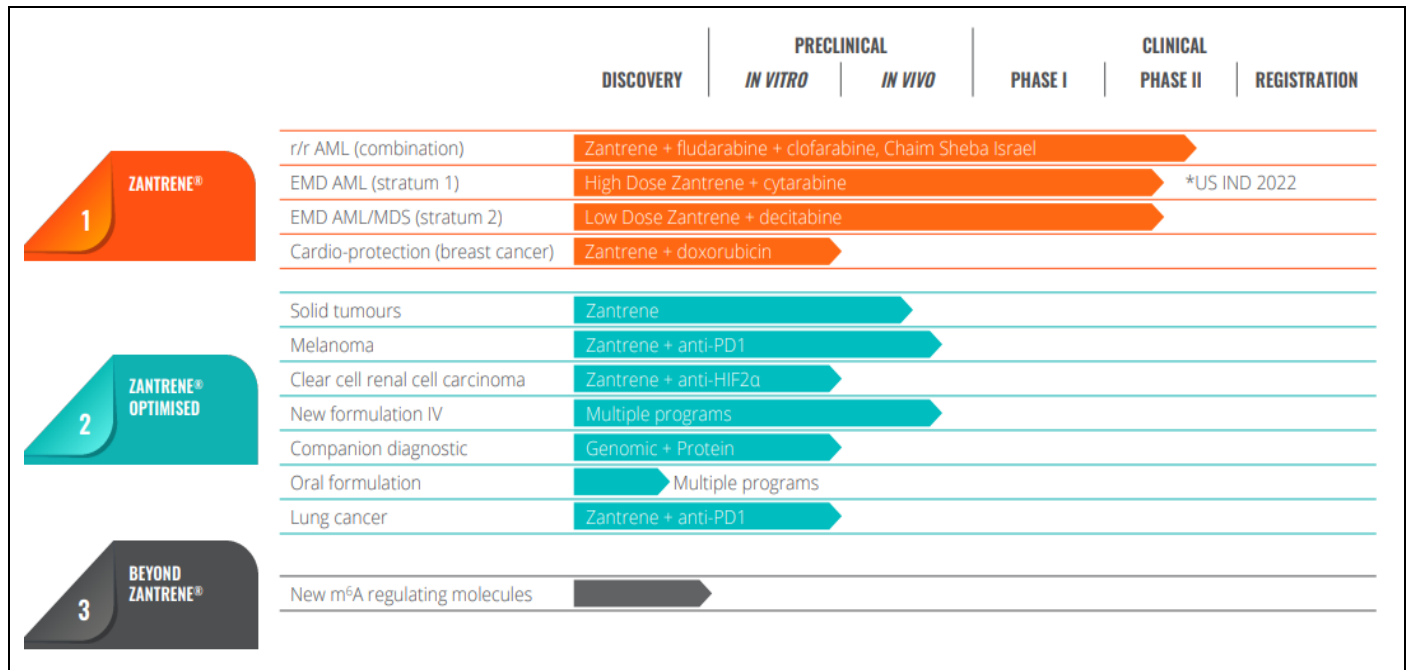 PRECLINICAL CLINICAL
DISCOVERY IN VITRO IN VIVO PHASE I PHASE II REGISTRATION
1 ZANTRENE®
r/r AML (combination) Zantrene + fludarabine + clofarabine, Chaim Sheba Israel
EMD AML (stratum 1) High Dose Zantrene + cytarabine *US IND 2022
EMD AML/MDS (stratum 2) Low Dose Zantrene + decitabine
Cardio-protection (breast cancer) Zantrene + doxorubicin
2 ZANTRENE®
OPTIMISED
Solid tumours Zantrene
Melanoma Zantrene + anti-PD1
Clear cell renal cell carcinoma Zantrene + anti-HIF2α
New formulation IV Multiple programs
Companion diagnostic Genomic + Protein
Oral formulation Multiple programs
Lung cancer Zantrene + anti-PD1
3 BEYOND
ZANTRENE®
New m⁶A regulating molecules